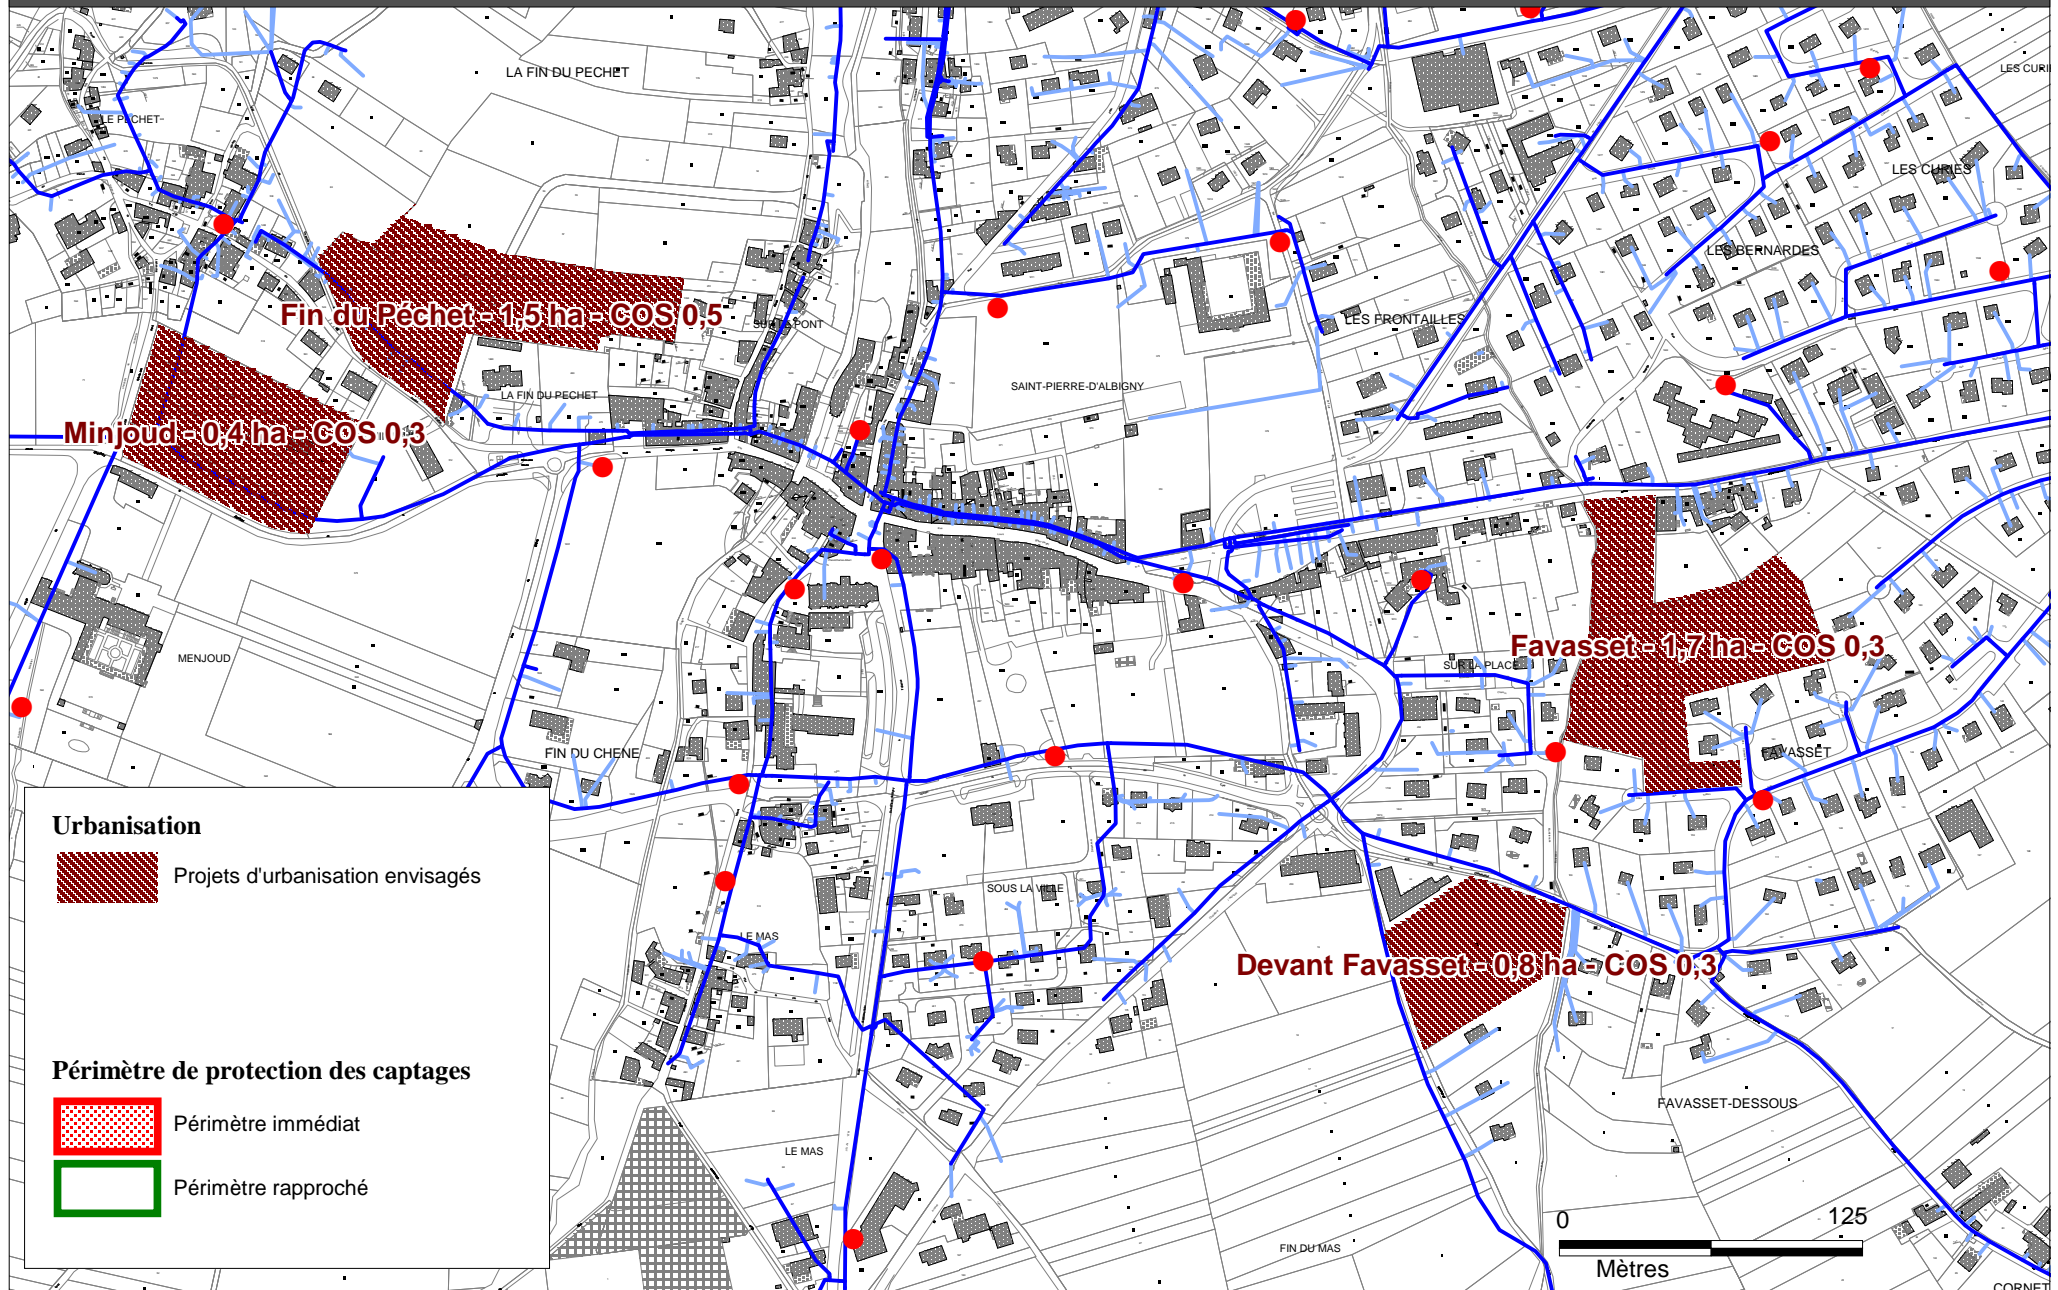 LA FIN DU PECHET
LES CURI
LE PECHET
LES CURIES
LES BERNARDES
Fin du Péchet - 1,5 ha - COS 0,5
SUR LE PONT
LES FRONTAILLES
SAINT-PIERRE-D'ALBIGNY
LA FIN DU PECHET
Minjoud - 0,4 ha - COS 0,3
Favasset - 1,7 ha - COS 0,3
MENJOUD
SUR LA PLACE
FIN DU CHENE
FAVASSET
Urbanisation
Projets d'urbanisation envisagés
SOUS LA VILLE
LE MAS
Devant Favasset - 0,8 ha - COS 0,3
Périmètre de protection des captages
Périmètre immédiat
Périmètre rapproché
FAVASSET-DESSOUS
LE MAS
FIN DU MAS
0 125
Mètres
CORNET